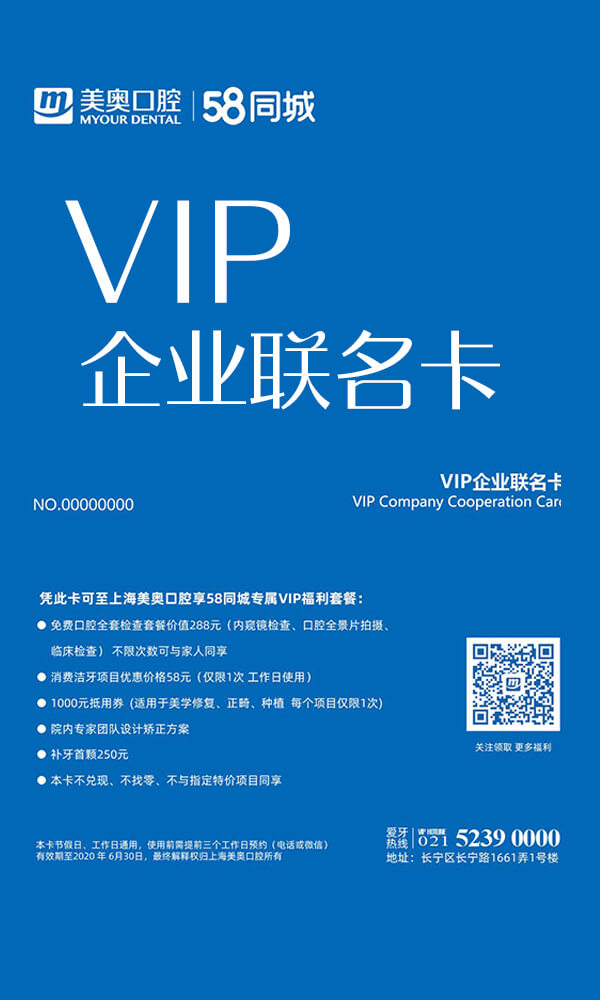 美奥口腔
MYOUR DENTAL
58同城
VIP
企业联名卡
VIP企业联名卡
NO.00000000
VIP Company Cooperation Card
凭此卡可至上海美奥口腔享58同城专属VIP福利套餐：
● 免费口腔全套检查套餐价值288元（内窥镜检查、口腔全景片拍摄、
临床检查） 不限次数可与家人同享
● 消费洁牙项目优惠价格58元（仅限1次 工作日使用）
● 1000元抵用券 (适用于美学修复、正畸、种植 每个项目仅限1次)
● 院内专家团队设计矫正方案
● 补牙首颗250元
● 本卡不兑现、不找零、不与指定特价项目同享
关注领取 更多福利
本卡节假日、工作日通用，使用前需提前三个工作日预约（电话或微信）
有效期至2020 年 6月30日，最终解释权归上海美奥口腔所有
爱牙
热线
VIP HOTLINE
021 5239 0000
地址：长宁区长宁路1661弄1号楼